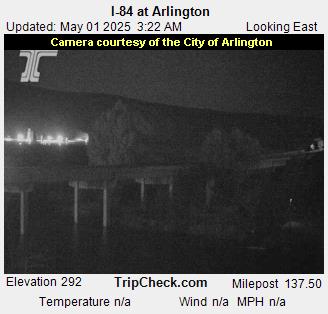 I-84 at Arlington
Updated: May 01 2025 3:22 AM Looking East
Camera courtesy of the City of Arlington
Elevation 292 TripCheck.com Milepost 137.50
Temperature n/a Wind n/a MPH n/a